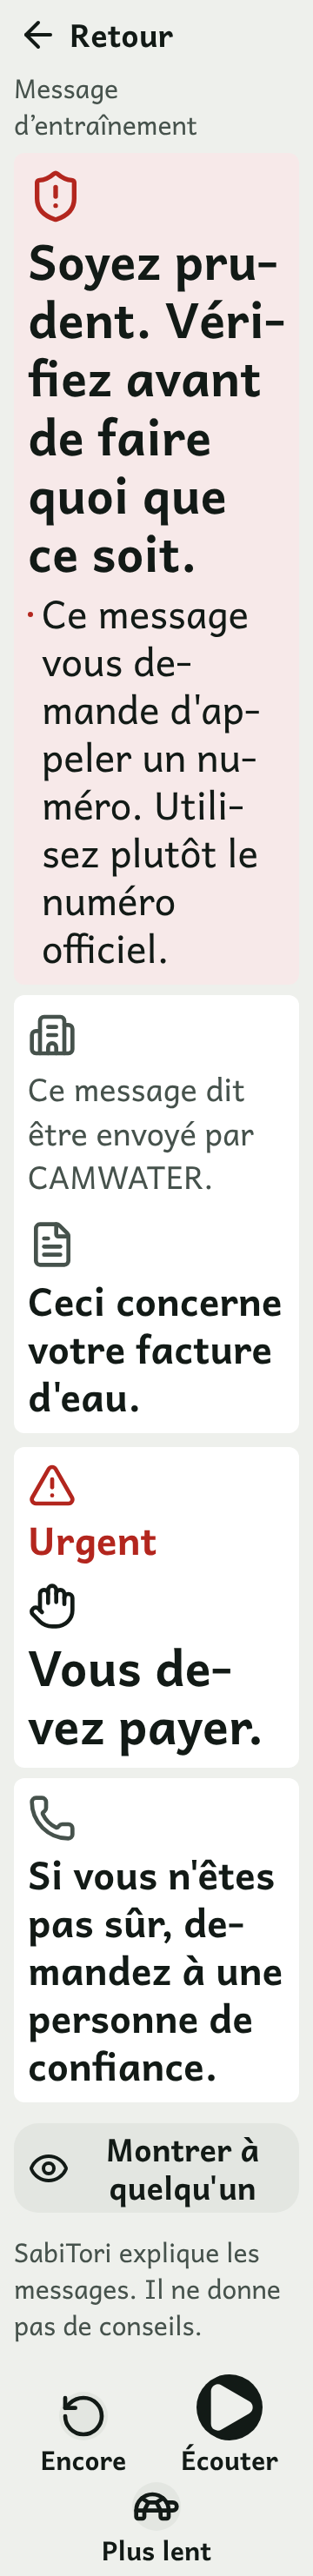 Retour
Message
d’entraînement
Soyez pru-
dent. Véri-
fiez avant
de faire
quoi que
ce soit.
· Ce message
vous de-
mande d'ap-
peler un nu-
méro. Utili-
sez plutôt le
numéro
officiel.
Ce message dit
être envoyé par
CAMWATER.
Ceci concerne
votre facture
d'eau.
Urgent
Vous de-
vez payer.
Si vous n'êtes
pas sûr, de-
mandez à une
personne de
confiance.
Montrer à
quelqu'un
SabiTori explique les
messages. Il ne donne
pas de conseils.
Encore
Écouter
Plus lent